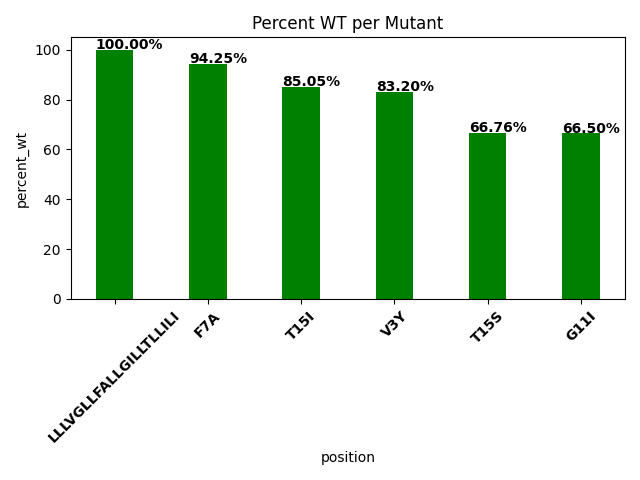 Percent WT per Mutant
percent_wt
100
80
60
40
20
0
100.00%
94.25%
85.05%
83.20%
66.76%
66.50%
LLLVGLLFALLGILLTLLILI
F7A
T15I
V3Y
T15S
G11I
position